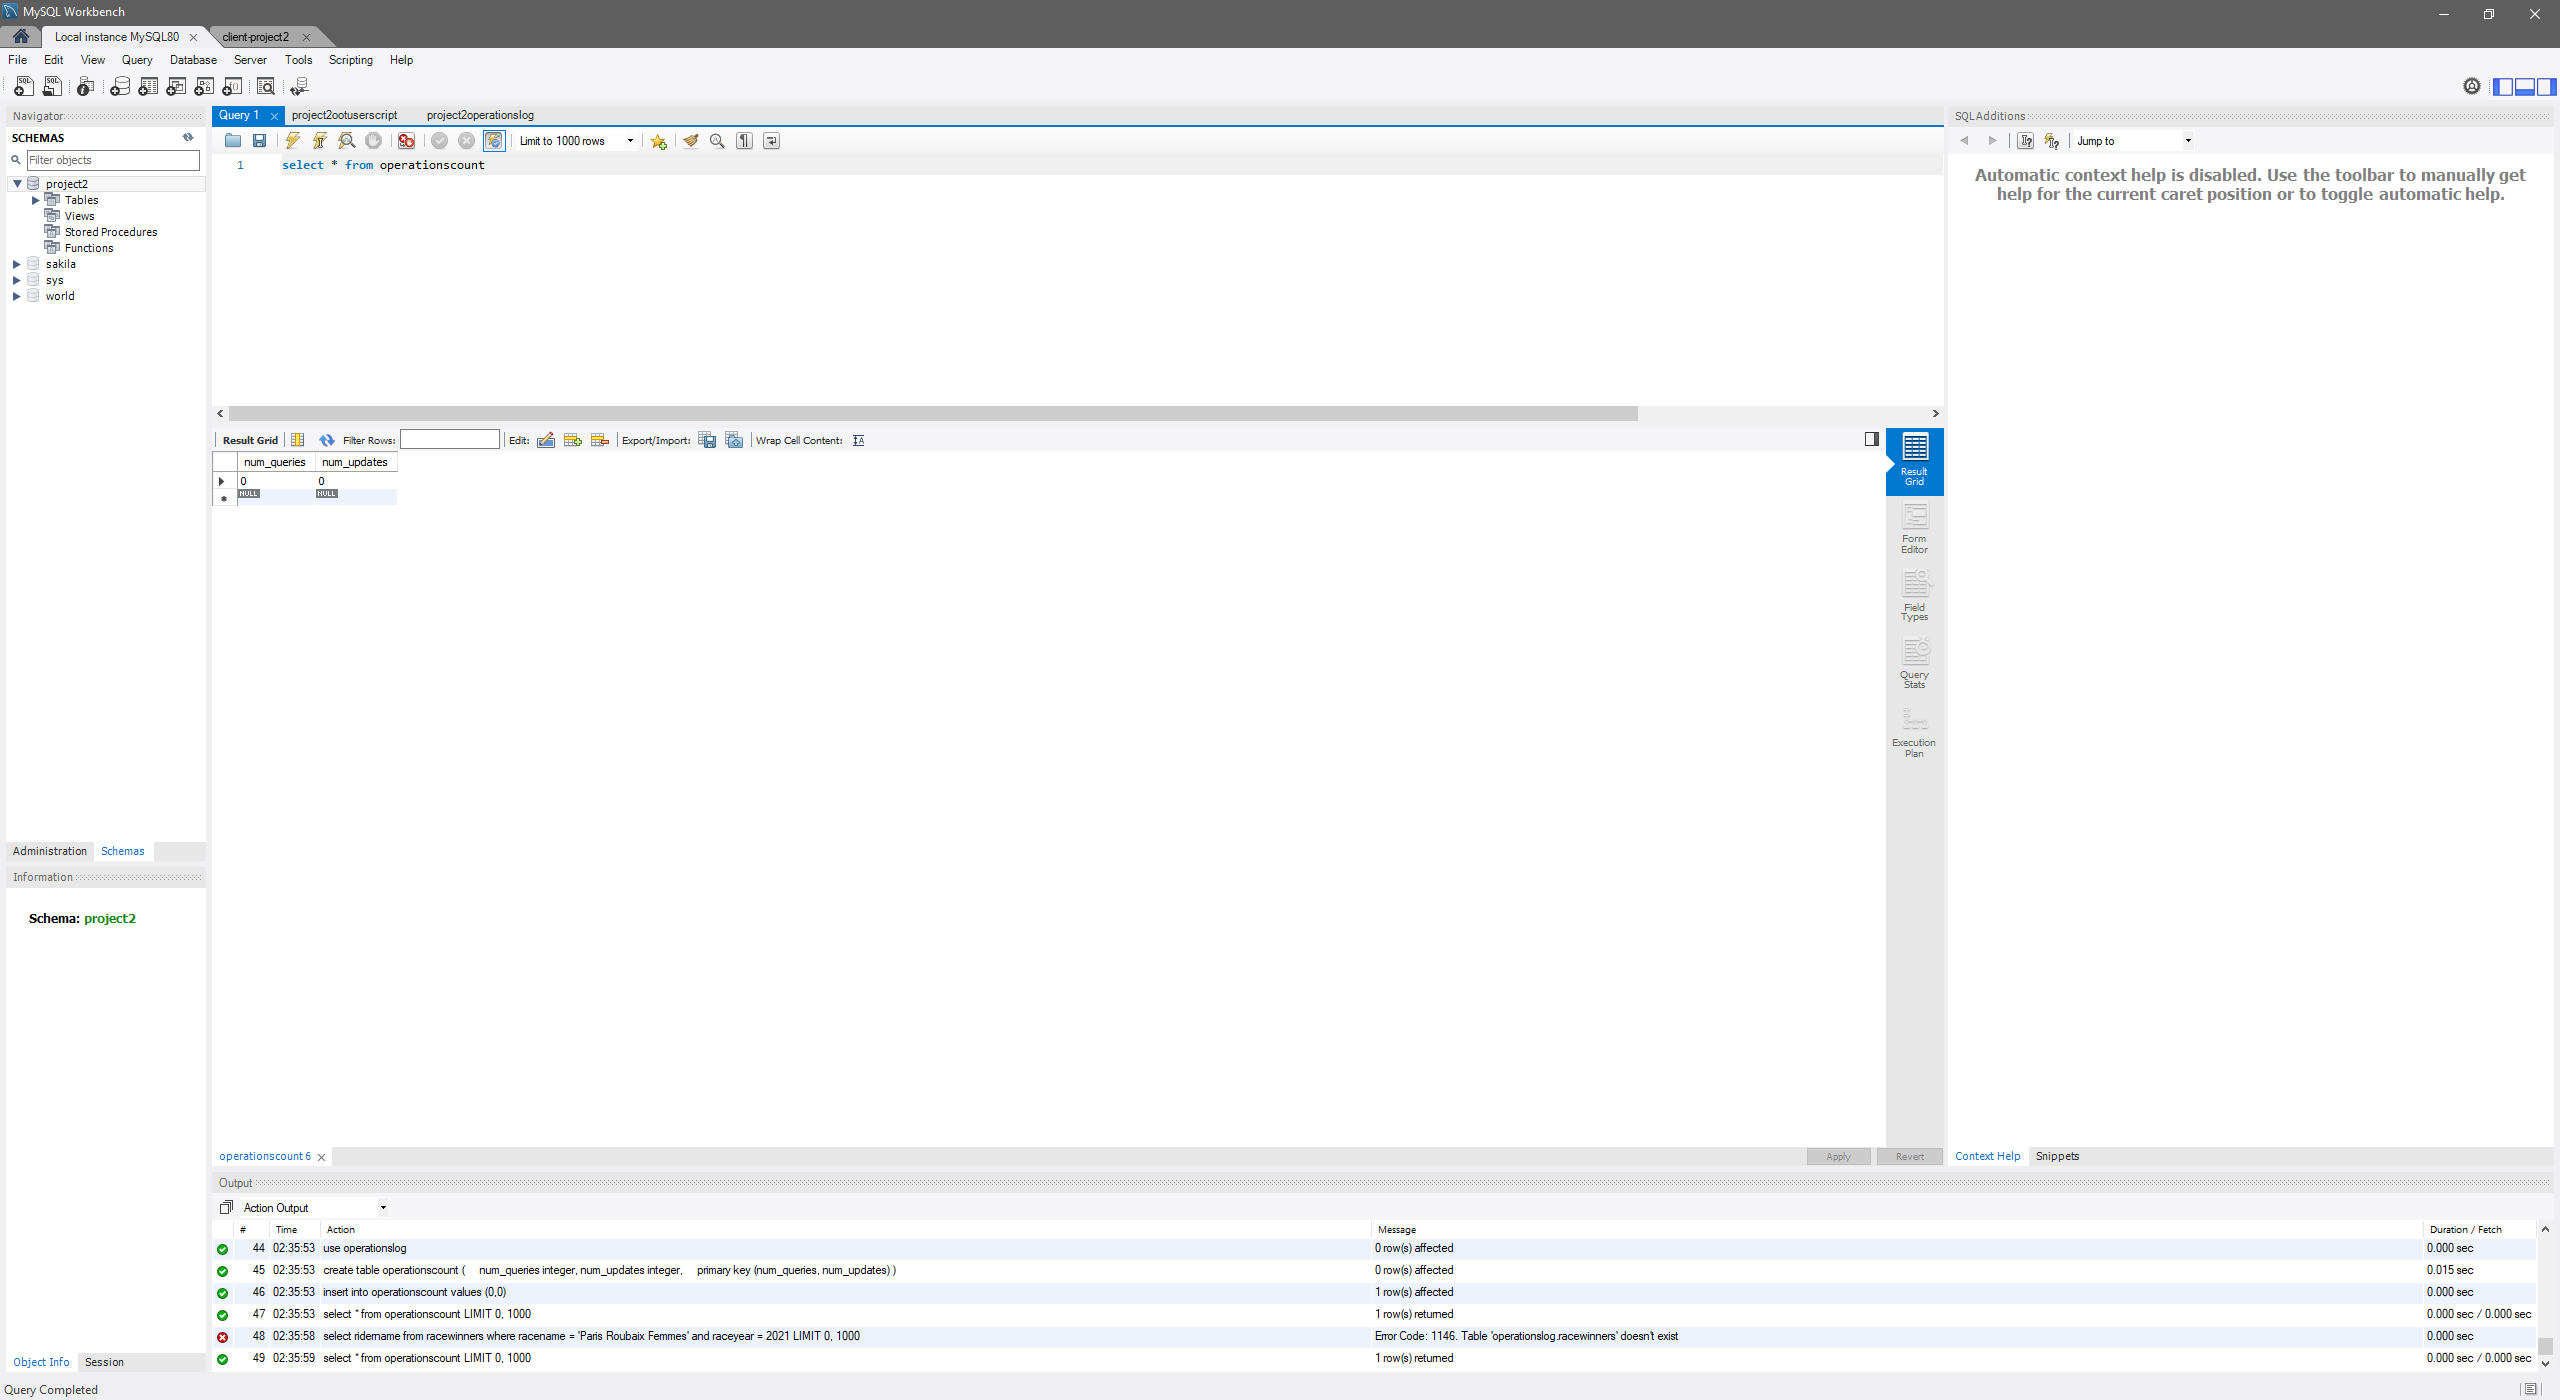 MySQL Workbench
Local instance MySQL80
client-project2
File Edit View Query Database Server Tools Scripting Help
Navigator
SCHEMAS
Filter objects
project2
Tables
Views
Stored Procedures
Functions
sakila
sys
world
Administration Schemas
Information
Schema: project2
Object Info Session
Query Completed
Query 1 project2ootuserscript project2operationslog
Limit to 1000 rows
1 select * from operationscount
Result Grid Filter Rows: Edit: Export/Import: Wrap Cell Content:
num_queries num_updates
0 0
NULL NULL
Result
Grid
Form
Editor
Field
Types
Query
Stats
Execution
Plan
operationscount 6
Apply Revert
SQLAdditions
Jump to
Automatic context help is disabled. Use the toolbar to manually get
help for the current caret position or to toggle automatic help.
Context Help Snippets
Output
Action Output
# Time Action Message Duration / Fetch
44 02:35:53 use operationslog 0 row(s) affected 0.000 sec
45 02:35:53 create table operationscount ( num_queries integer, num_updates integer, primary key (num_queries, num_updates) ) 0 row(s) affected 0.015 sec
46 02:35:53 insert into operationscount values (0,0) 1 row(s) affected 0.000 sec
47 02:35:53 select * from operationscount LIMIT 0, 1000 1 row(s) returned 0.000 sec / 0.000 sec
48 02:35:58 select ridername from racewinners where racename = 'Paris Roubaix Femmes' and raceyear = 2021 LIMIT 0, 1000 Error Code: 1146. Table 'operationslog.racewinners' doesn't exist 0.000 sec
49 02:35:59 select * from operationscount LIMIT 0, 1000 1 row(s) returned 0.000 sec / 0.000 sec